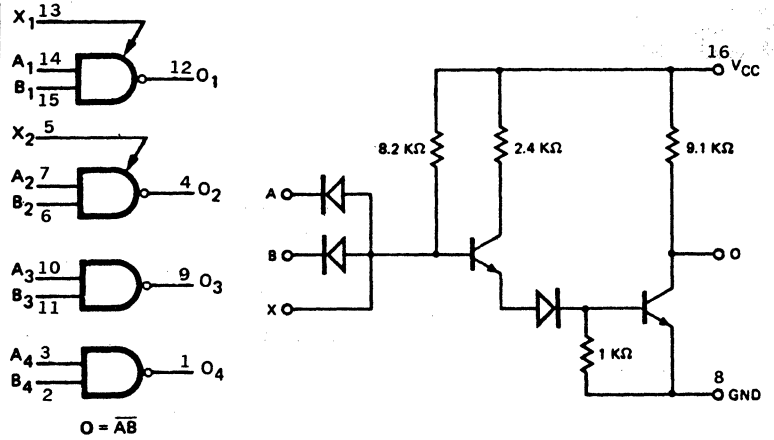 X1 13
A1 14
12 O1
B1 15
X2 5
A2 7
4 O2
B2 6
A3 10
9 O3
B3 11
A4 3
1 O4
B4 2
O = AB
16 VCC
8.2 KΩ
2.4 KΩ
9.1 KΩ
A
B
O
X
1 KΩ
8 GND